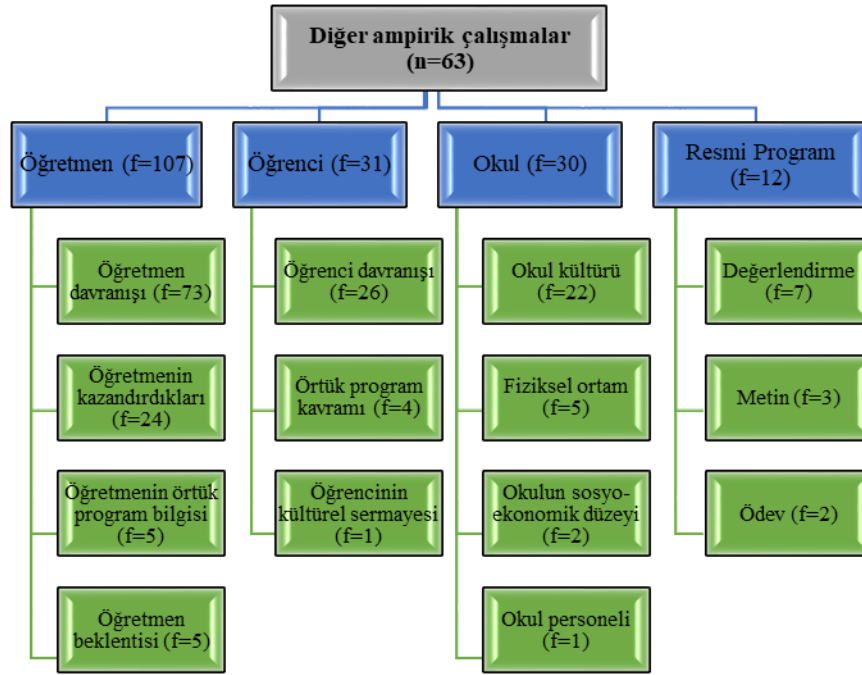 Diğer ampirik çalışmalar
(n=63)
Öğretmen (f=107)
Öğrenci (f=31)
Okul (f=30)
Resmi Program
(f=12)
Öğretmen
davranışı (f=73)
Öğretmenin
kazandırdıkları
(f=24)
Öğretmenin örtük
program bilgisi
(f=5)
Öğretmen
beklentisi (f=5)
Öğrenci davranışı
(f=26)
Örtük program
kavramı (f=4)
Öğrencinin
kültürel sermayesi
(f=1)
Okul kültürü
(f=22)
Fiziksel ortam
(f=5)
Okulun sosyo-
ekonomik düzeyi
(f=2)
Okul personeli
(f=1)
Değerlendirme
(f=7)
Metin (f=3)
Ödev (f=2)